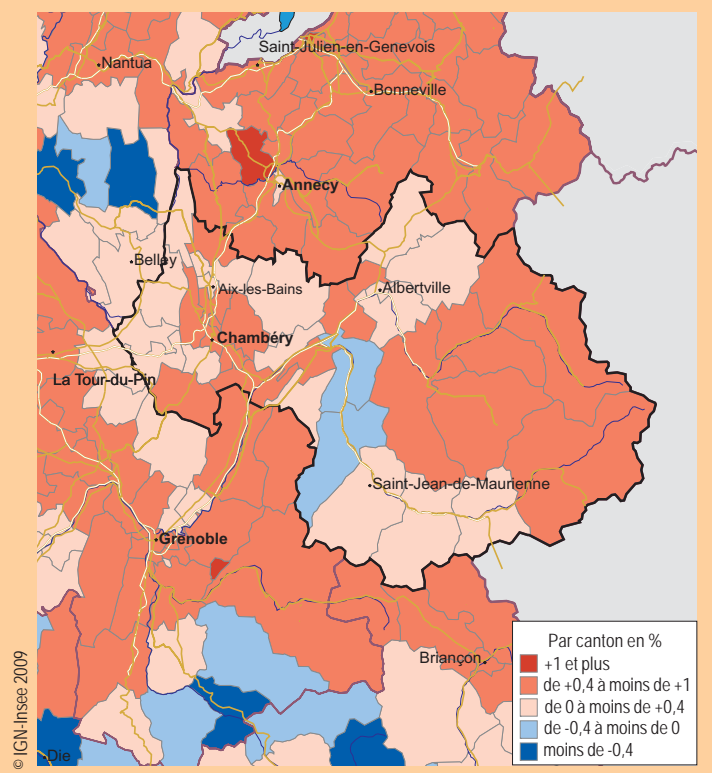 Saint-Julien-en-Genevois
Nantua
Bonneville
Annecy
Belley
Aix-les-Bains
Albertville
Chambéry
La Tour-du-Pin
Saint-Jean-de-Maurienne
Grenoble
Briançon
Die
Par canton en %
+1 et plus
de +0,4 à moins de +1
de 0 à moins de +0,4
de -0,4 à moins de 0
moins de -0,4
© IGN-Insee 2009